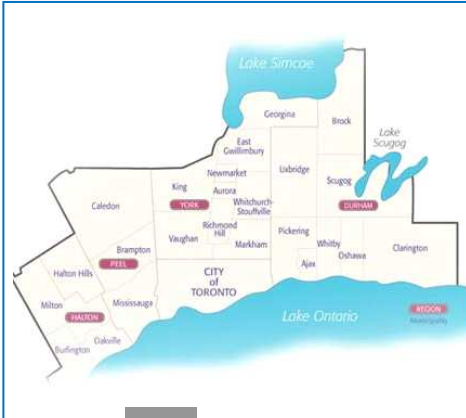 Lake Simcoe
Georgina
Brock
Lake
Scugog
East
Gwillimbury
Newmarket
Uxbridge
Scugog
King
Aurora
YORK
Whitchurch-
Stouffville
DURHAM
Caledon
Richmond
Hill
Vaughan
Markham
Pickering
Whitby
Oshawa
Clarington
Ajax
Brampton
PEEL
Halton Hills
CITY
of
TORONTO
Milton
Mississauga
HALTON
Oakville
Burlington
Lake Ontario
REGION
Municipality